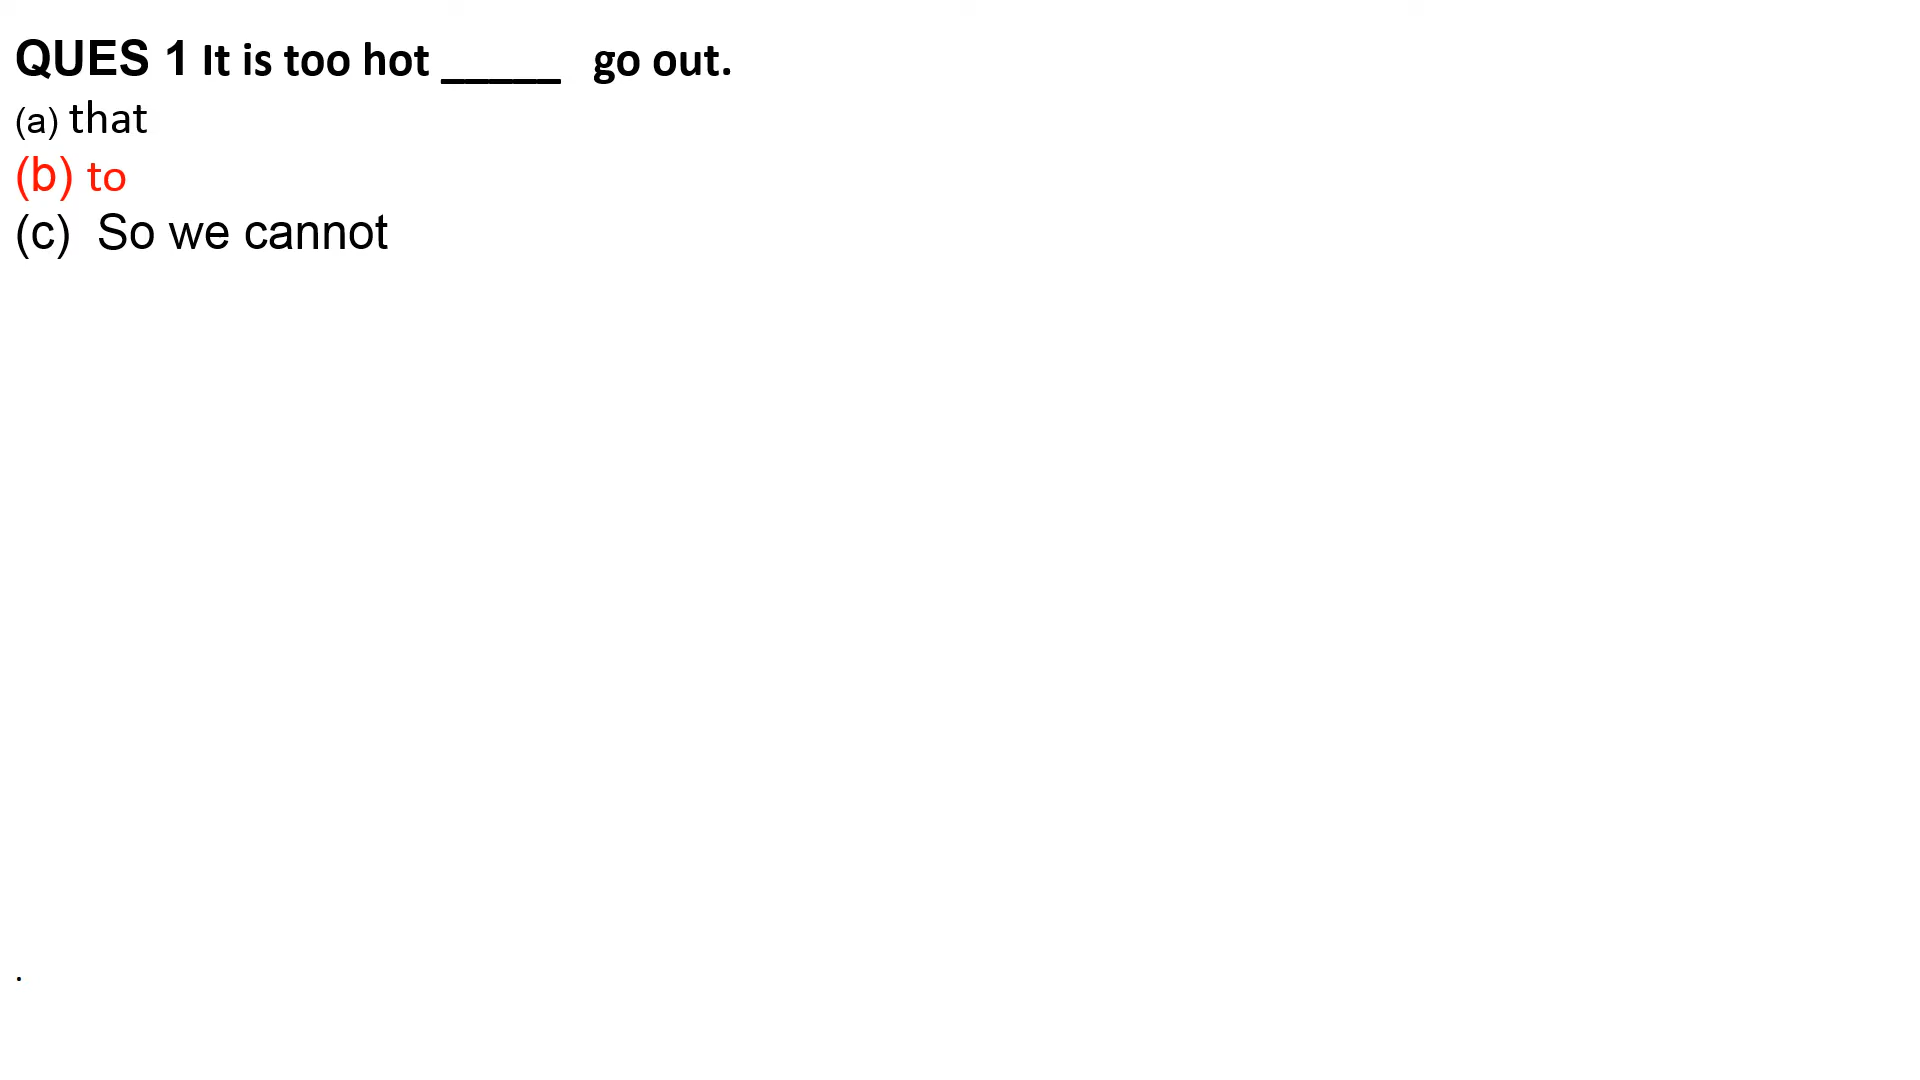 QUES 1 It is too hot _____ go out.
(a) that
(b) to
(c) So we cannot
.